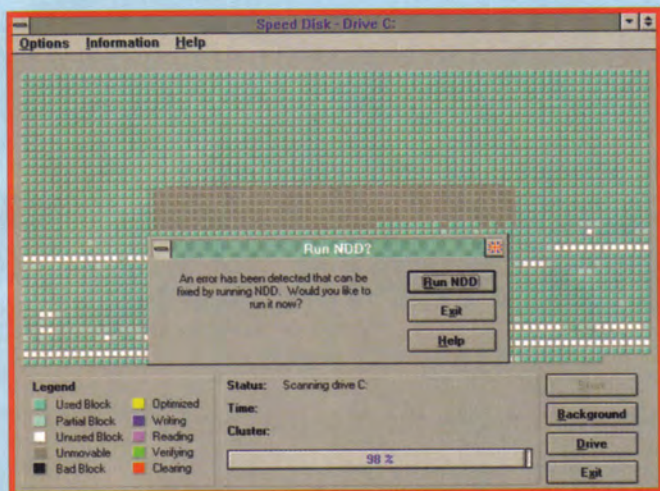 Speed Disk - Drive C:
Options Information Help
Run NDD?
An error has been detected that can be
fixed by running NDD. Would you like to
run it now?
Run NDD
Exit
Help
Legend
Used Block
Partial Block
Unused Block
Unmovable
Bad Block
Optimized
Writing
Reading
Verifying
Clearing
Status: Scanning drive C:
Time:
Cluster:
98 %
Start
Background
Drive
Exit